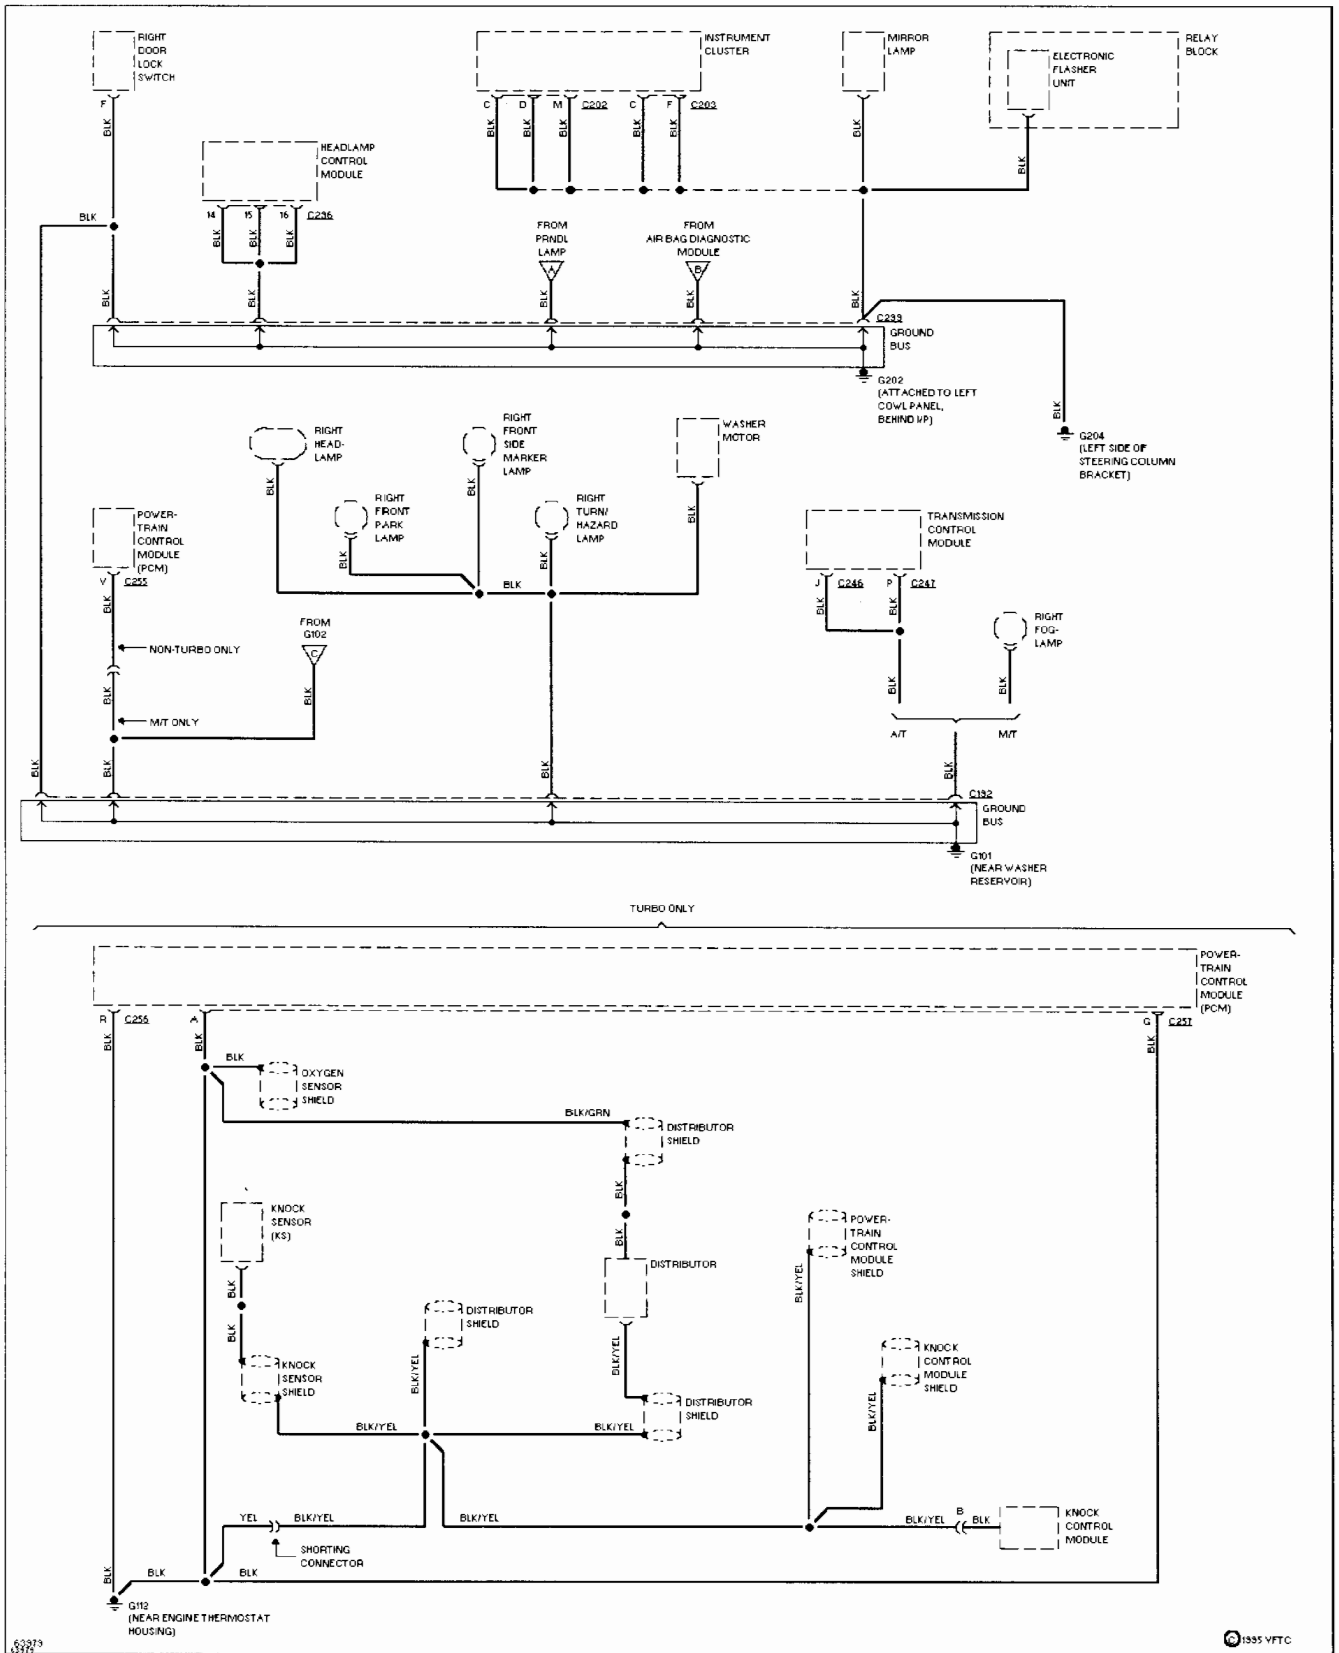 RIGHT
DOOR
LOCK
SWITCH
INSTRUMENT
CLUSTER
MIRROR
LAMP
RELAY
BLOCK
ELECTRONIC
FLASHER
UNIT
F
C D M C202 C F C203
BLK BLK BLK BLK BLK BLK BLK
BLK
HEADLAMP
CONTROL
MODULE
14 15 16 C296
BLK BLK BLK
BLK
FROM
PRNDL
LAMP
A
FROM
AIR BAG DIAGNOSTIC
MODULE
B
BLK BLK BLK BLK BLK
C299
GROUND
BUS
G202
(ATTACHED TO LEFT
COWL PANEL,
BEHIND I/P)
BLK
G204
(LEFT SIDE OF
STEERING COLUMN
BRACKET)
RIGHT
HEAD-
LAMP
RIGHT
FRONT
SIDE
MARKER
LAMP
WASHER
MOTOR
BLK BLK BLK
RIGHT
FRONT
PARK
LAMP
RIGHT
TURN/
HAZARD
LAMP
BLK BLK
BLK
POWER-
TRAIN
CONTROL
MODULE
(PCM)
V C255
BLK
NON-TURBO ONLY
BLK
M/T ONLY
FROM
G102
C
BLK
TRANSMISSION
CONTROL
MODULE
J C246 P C247
BLK BLK
RIGHT
FOG-
LAMP
BLK BLK
A/T M/T
BLK BLK BLK BLK
C192
GROUND
BUS
G101
(NEAR WASHER
RESERVOIR)
TURBO ONLY
POWER-
TRAIN
CONTROL
MODULE
(PCM)
R C256 A G C257
BLK BLK BLK
BLK
OXYGEN
SENSOR
SHIELD
BLK/GRN
DISTRIBUTOR
SHIELD
BLK
BLK
DISTRIBUTOR
KNOCK
SENSOR
(KS)
BLK
BLK
POWER-
TRAIN
CONTROL
MODULE
SHIELD
BLK/YEL
DISTRIBUTOR
SHIELD
BLK/YEL
BLK/YEL
KNOCK
CONTROL
MODULE
SHIELD
BLK/YEL
KNOCK
SENSOR
SHIELD
DISTRIBUTOR
SHIELD
BLK/YEL BLK/YEL
YEL BLK/YEL BLK/YEL BLK/YEL B BLK
KNOCK
CONTROL
MODULE
SHORTING
CONNECTOR
BLK BLK BLK
G112
(NEAR ENGINE THERMOSTAT
HOUSING)
63979
63979
© 1995 VFTC